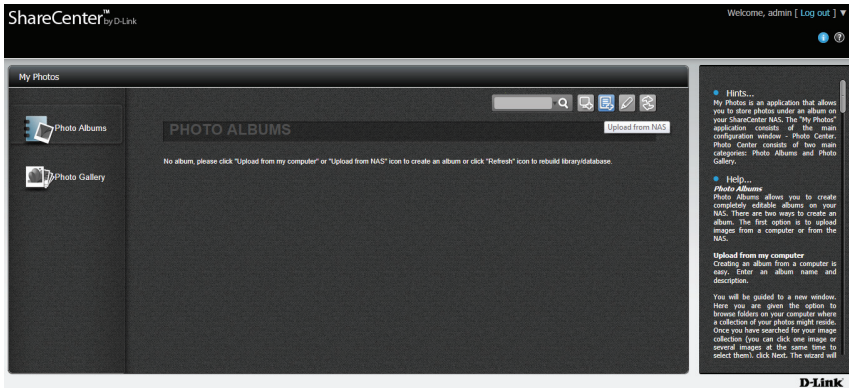 ShareCenter™ by D-Link
Welcome, admin [ Log out ] ▼
My Photos
Photo Albums
Photo Gallery
PHOTO ALBUMS
Upload from NAS
No album, please click "Upload from my computer" or "Upload from NAS" icon to create an album or click "Refresh" icon to rebuild library/database.
Hints...
My Photos is an application that allows
you to store photos under an album on
your ShareCenter NAS. The "My Photos"
application consists of the main
configuration window - Photo Center.
Photo Center consists of two main
categories: Photo Albums and Photo
Gallery.
Help...
Photo Albums
Photo Albums allows you to create
completely editable albums on your
NAS. There are two ways to create an
album. The first option is to upload
images from a computer or from the
NAS.
Upload from my computer
Creating an album from a computer is
easy. Enter an album name and
description.
You will be guided to a new window.
Here you are given the option to
browse folders on your computer where
a collection of your photos might reside.
Once you have searched for your image
collection (you can click one image or
several images at the same time to
select them), click Next. The wizard will
D-Link